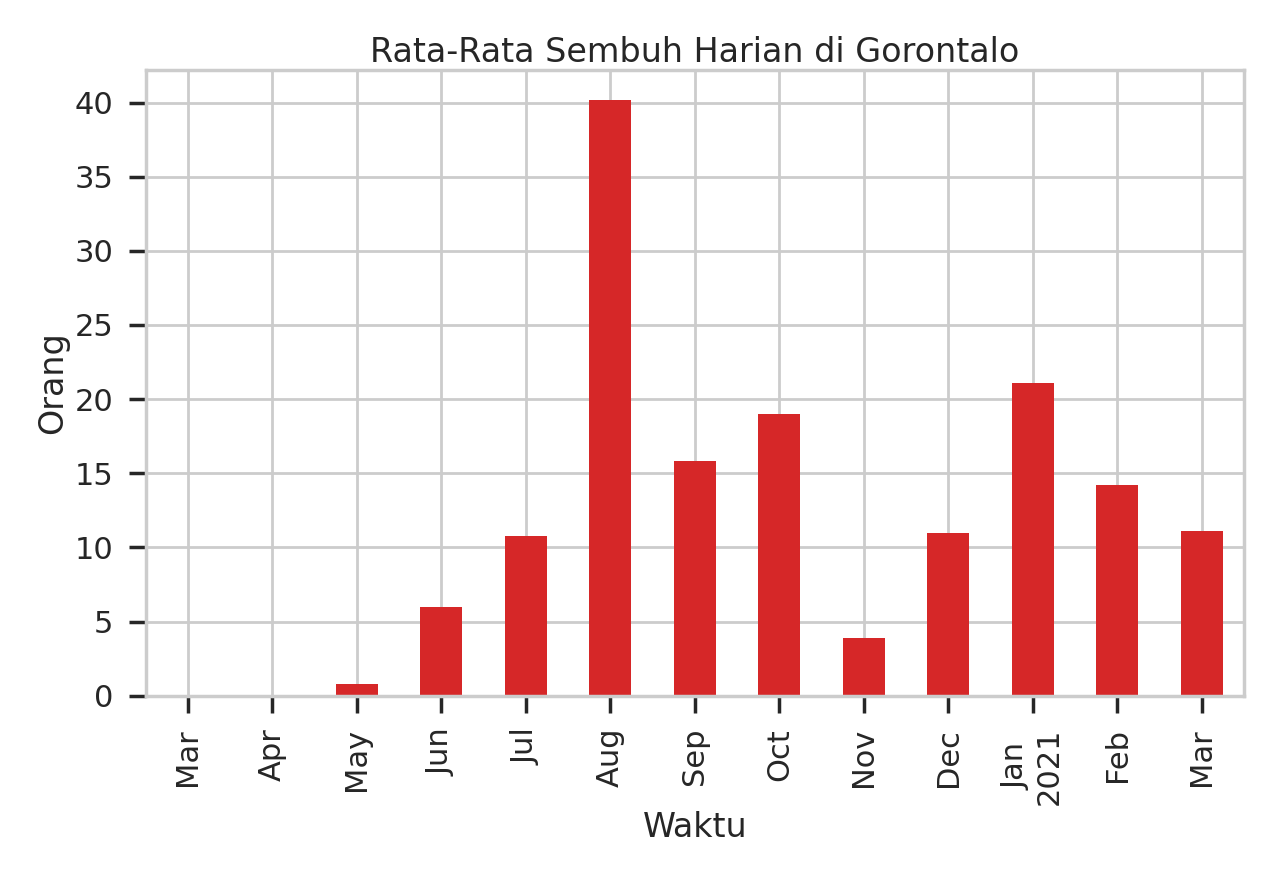 Rata-Rata Sembuh Harian di Gorontalo
Orang
40
35
30
25
20
15
10
5
0
Mar
Apr
May
Jun
Jul
Aug
Sep
Oct
Nov
Dec
Jan
2021
Feb
Mar
Waktu